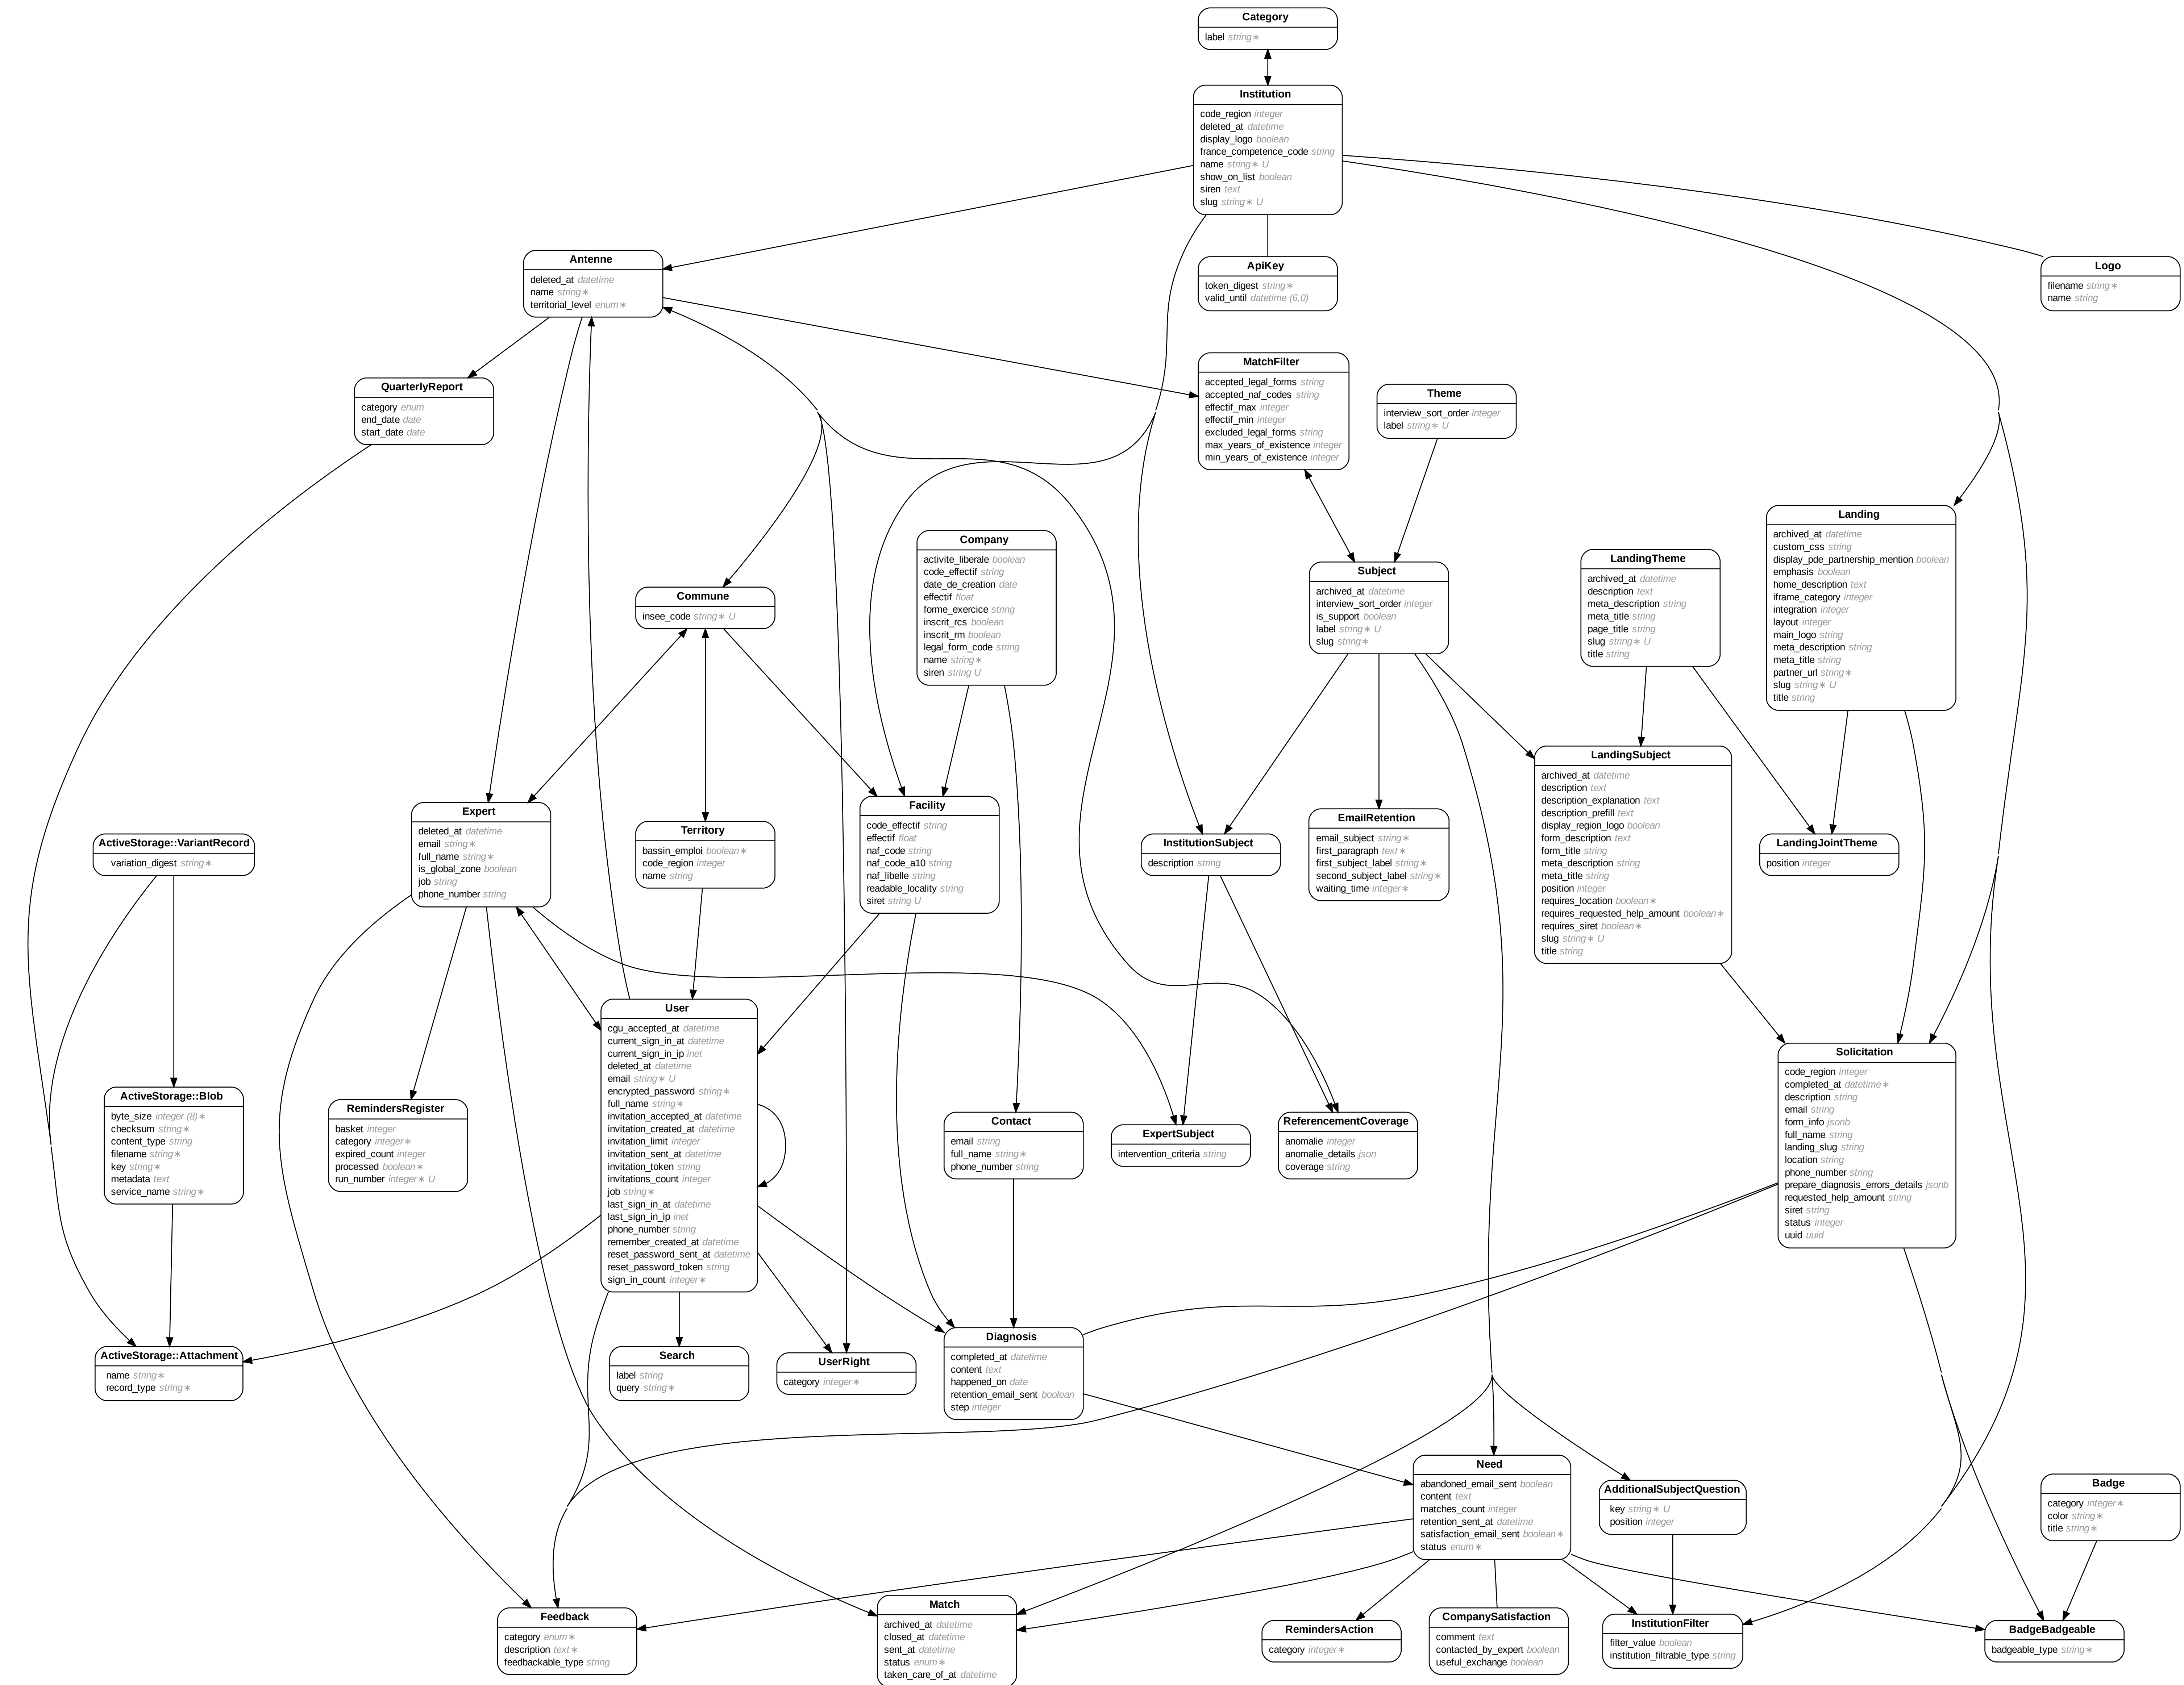 Category
label string∗
Institution
code_region integer
deleted_at datetime
display_logo boolean
france_competence_code string
name string∗ U
show_on_list boolean
siren text
slug string∗ U
Antenne
deleted_at datetime
name string∗
territorial_level enum∗
ApiKey
token_digest string∗
valid_until datetime (6,0)
Logo
filename string∗
name string
QuarterlyReport
category enum
end_date date
start_date date
MatchFilter
accepted_legal_forms string
accepted_naf_codes string
effectif_max integer
effectif_min integer
excluded_legal_forms string
max_years_of_existence integer
min_years_of_existence integer
Theme
interview_sort_order integer
label string∗ U
Landing
archived_at datetime
custom_css string
display_pde_partnership_mention boolean
emphasis boolean
home_description text
iframe_category integer
integration integer
layout integer
main_logo string
meta_description string
meta_title string
partner_url string∗
slug string∗ U
title string
Company
activite_liberale boolean
code_effectif string
date_de_creation date
effectif float
forme_exercice string
inscrit_rcs boolean
inscrit_rm boolean
legal_form_code string
name string∗
siren string U
LandingTheme
archived_at datetime
description text
meta_description string
meta_title string
page_title string
slug string∗ U
title string
Subject
archived_at datetime
interview_sort_order integer
is_support boolean
label string∗ U
slug string∗
Commune
insee_code string∗ U
LandingSubject
archived_at datetime
description text
description_explanation text
description_prefill text
display_region_logo boolean
form_description text
form_title string
meta_description string
meta_title string
position integer
requires_location boolean∗
requires_requested_help_amount boolean∗
requires_siret boolean∗
slug string∗ U
title string
Facility
code_effectif string
effectif float
naf_code string
naf_code_a10 string
naf_libelle string
readable_locality string
siret string U
Expert
deleted_at datetime
email string∗
full_name string∗
is_global_zone boolean
job string
phone_number string
EmailRetention
email_subject string∗
first_paragraph text∗
first_subject_label string∗
second_subject_label string∗
waiting_time integer∗
Territory
bassin_emploi boolean∗
code_region integer
name string
ActiveStorage::VariantRecord
variation_digest string∗
InstitutionSubject
description string
LandingJointTheme
position integer
User
cgu_accepted_at datetime
current_sign_in_at datetime
current_sign_in_ip inet
deleted_at datetime
email string∗ U
encrypted_password string∗
full_name string∗
invitation_accepted_at datetime
invitation_created_at datetime
invitation_limit integer
invitation_sent_at datetime
invitation_token string
invitations_count integer
job string∗
last_sign_in_at datetime
last_sign_in_ip inet
phone_number string
remember_created_at datetime
reset_password_sent_at datetime
reset_password_token string
sign_in_count integer∗
Solicitation
code_region integer
completed_at datetime∗
description string
email string
form_info jsonb
full_name string
landing_slug string
location string
phone_number string
prepare_diagnosis_errors_details jsonb
requested_help_amount string
siret string
status integer
uuid uuid
ActiveStorage::Blob
byte_size integer (8)∗
checksum string∗
content_type string
filename string∗
key string∗
metadata text
service_name string∗
RemindersRegister
basket integer
category integer∗
expired_count integer
processed boolean∗
run_number integer∗ U
Contact
email string
full_name string∗
phone_number string
ExpertSubject
intervention_criteria string
ReferencementCoverage
anomalie integer
anomalie_details json
coverage string
Diagnosis
completed_at datetime
content text
happened_on date
retention_email_sent boolean
step integer
ActiveStorage::Attachment
name string∗
record_type string∗
Search
label string
query string∗
UserRight
category integer∗
Need
abandoned_email_sent boolean
content text
matches_count integer
retention_sent_at datetime
satisfaction_email_sent boolean∗
status enum∗
AdditionalSubjectQuestion
key string∗ U
position integer
Badge
category integer∗
color string∗
title string∗
Feedback
category enum∗
description text∗
feedbackable_type string
Match
archived_at datetime
closed_at datetime
sent_at datetime
status enum∗
taken_care_of_at datetime
RemindersAction
category integer∗
CompanySatisfaction
comment text
contacted_by_expert boolean
useful_exchange boolean
InstitutionFilter
filter_value boolean
institution_filtrable_type string
BadgeBadgeable
badgeable_type string∗